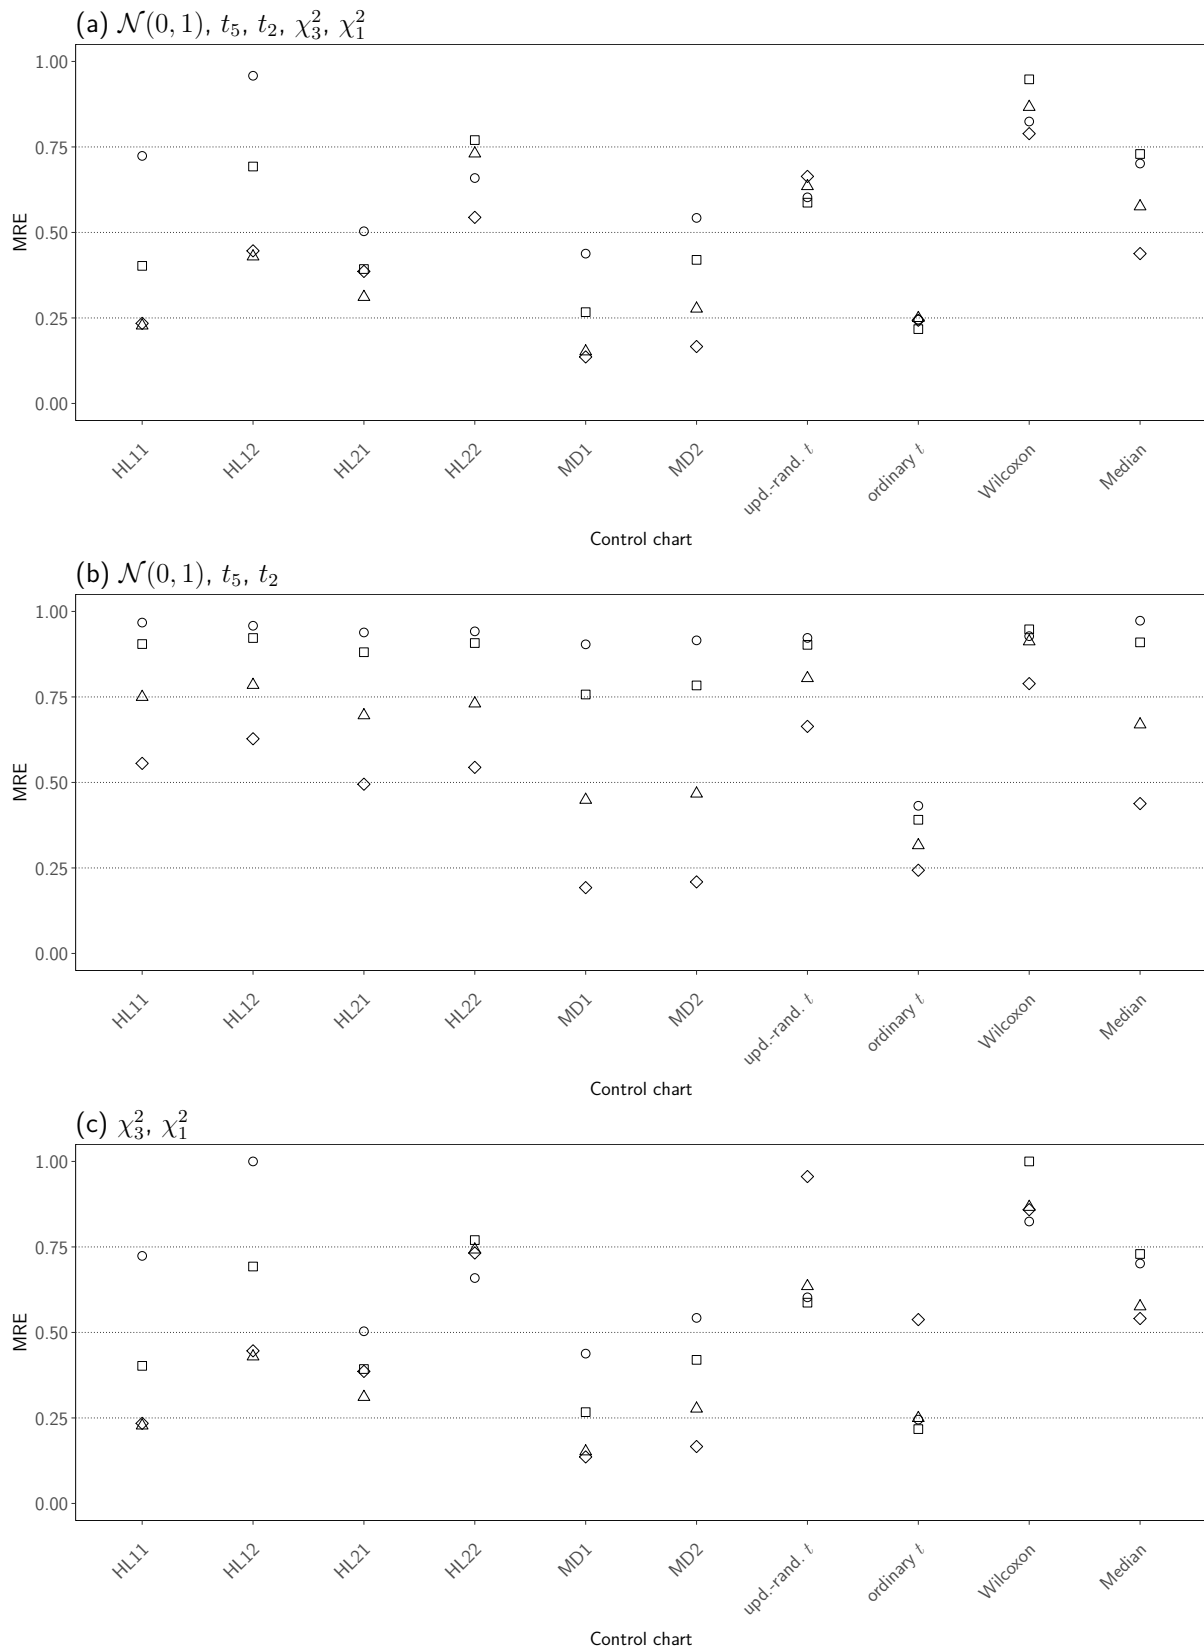 (a) 𝒩(0, 1), t₅, t₂, χ²₃, χ²₁
1.00
0.75
0.50
0.25
0.00
MRE
HL11 HL12 HL21 HL22 MD1 MD2 upd.-rand. t ordinary t Wilcoxon Median
Control chart
(b) 𝒩(0, 1), t₅, t₂
1.00
0.75
0.50
0.25
0.00
MRE
HL11 HL12 HL21 HL22 MD1 MD2 upd.-rand. t ordinary t Wilcoxon Median
Control chart
(c) χ²₃, χ²₁
1.00
0.75
0.50
0.25
0.00
MRE
HL11 HL12 HL21 HL22 MD1 MD2 upd.-rand. t ordinary t Wilcoxon Median
Control chart